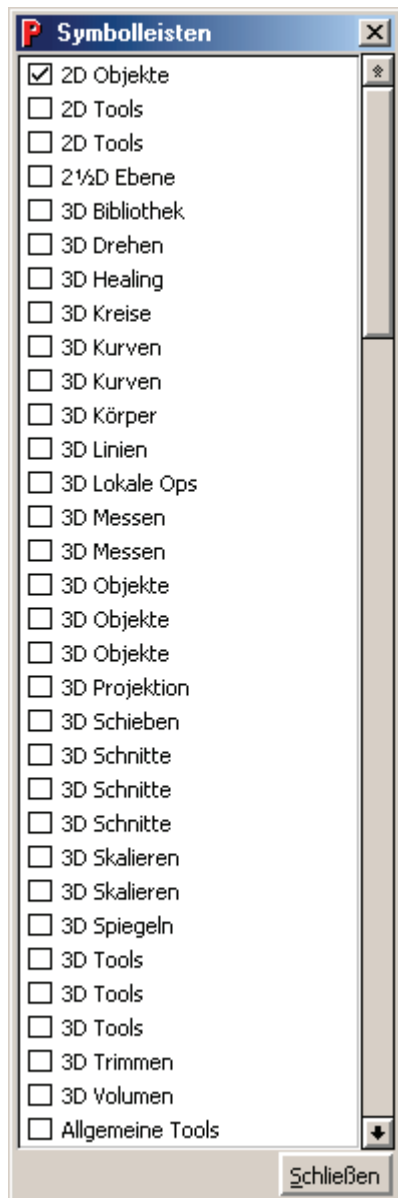 P Symbolleisten
2D Objekte
2D Tools
2D Tools
2½D Ebene
3D Bibliothek
3D Drehen
3D Healing
3D Kreise
3D Kurven
3D Kurven
3D Körper
3D Linien
3D Lokale Ops
3D Messen
3D Messen
3D Objekte
3D Objekte
3D Objekte
3D Projektion
3D Schieben
3D Schnitte
3D Schnitte
3D Schnitte
3D Skalieren
3D Skalieren
3D Spiegeln
3D Tools
3D Tools
3D Tools
3D Trimmen
3D Volumen
Allgemeine Tools
Schließen